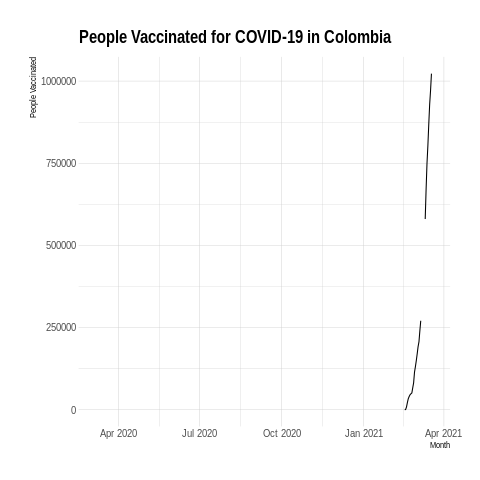 People Vaccinated for COVID-19 in Colombia
People Vaccinated
1000000
750000
500000
250000
0
Apr 2020
Jul 2020
Oct 2020
Jan 2021
Apr 2021
Month